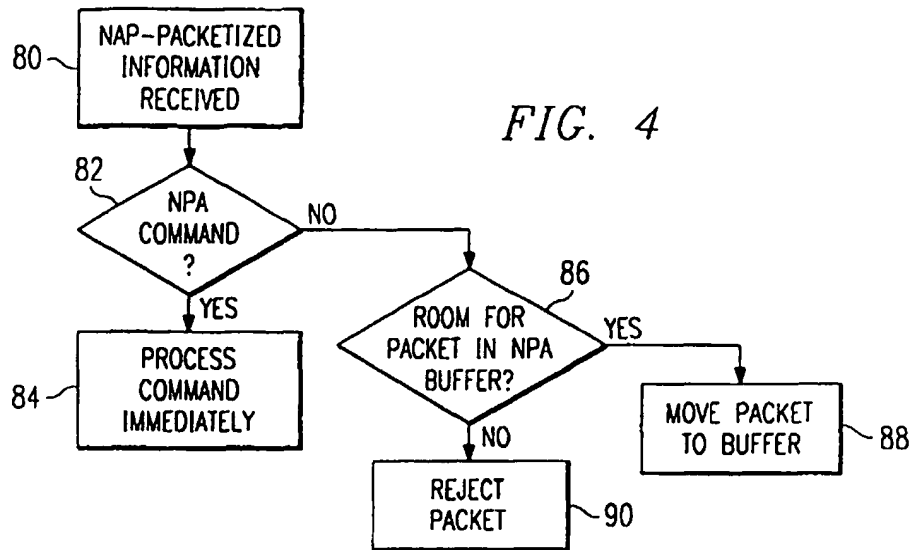 80
NAP-PACKETIZED
INFORMATION
RECEIVED
FIG. 4
82
NPA
COMMAND
?
NO
YES
86
ROOM FOR
PACKET IN NPA
BUFFER?
YES
84
PROCESS
COMMAND
IMMEDIATELY
NO
MOVE PACKET
TO BUFFER
88
REJECT
PACKET
90